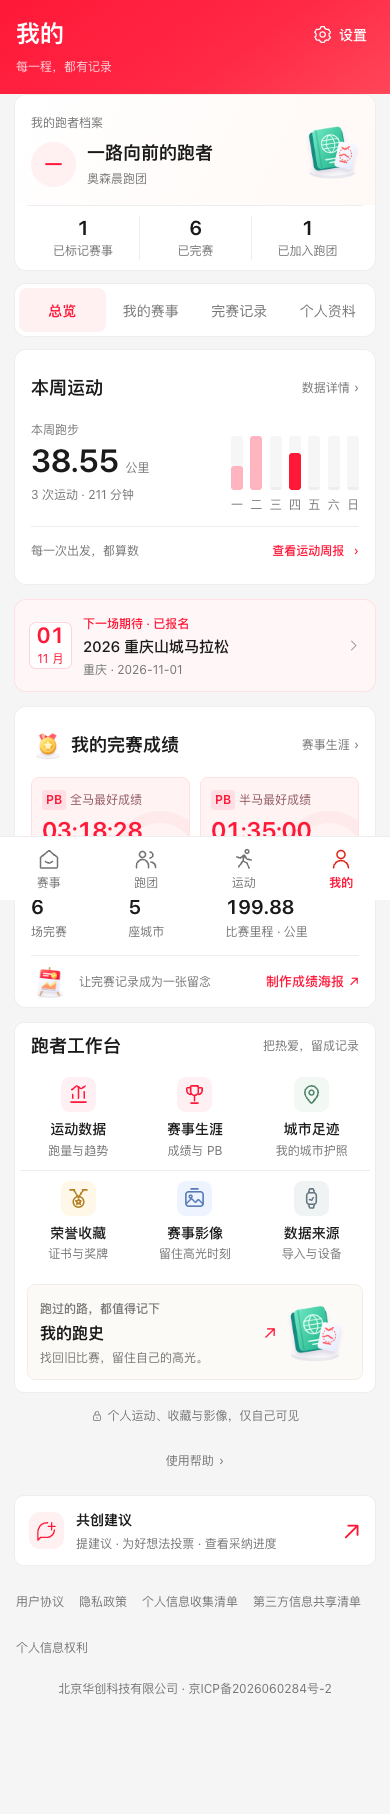 我的
设置
每一程，都有记录
我的跑者档案
一路向前的跑者
奥森晨跑团
1
6
1
已标记赛事
已完赛
已加入跑团
总览
我的赛事
完赛记录
个人资料
本周运动
数据详情 ›
本周跑步
38.55 公里
3 次运动 · 211 分钟
一 二 三 四 五 六 日
每一次出发，都算数
查看运动周报 ›
01
11 月
下一场期待 · 已报名
2026 重庆山城马拉松
重庆 · 2026-11-01
我的完赛成绩
赛事生涯 ›
PB 全马最好成绩
03:18:28
PB 半马最好成绩
01:35:00
赛事
跑团
运动
我的
6
5
199.88
场完赛
座城市
比赛里程 · 公里
让完赛记录成为一张留念
制作成绩海报
跑者工作台
把热爱，留成记录
运动数据
赛事生涯
城市足迹
跑量与趋势
成绩与 PB
我的城市护照
荣誉收藏
赛事影像
数据来源
证书与奖牌
留住高光时刻
导入与设备
跑过的路，都值得记下
我的跑史
找回旧比赛，留住自己的高光。
个人运动、收藏与影像，仅自己可见
使用帮助 ›
共创建议
提建议 · 为好想法投票 · 查看采纳进度
用户协议 隐私政策 个人信息收集清单 第三方信息共享清单
个人信息权利
北京华创科技有限公司 · 京ICP备2026060284号-2